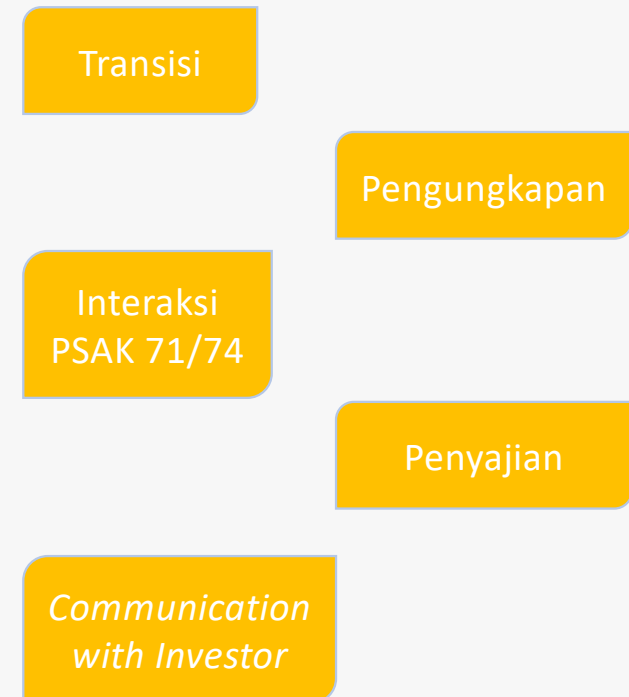 Transisi
Pengungkapan
Interaksi
PSAK 71/74
Penyajian
Communication
with Investor